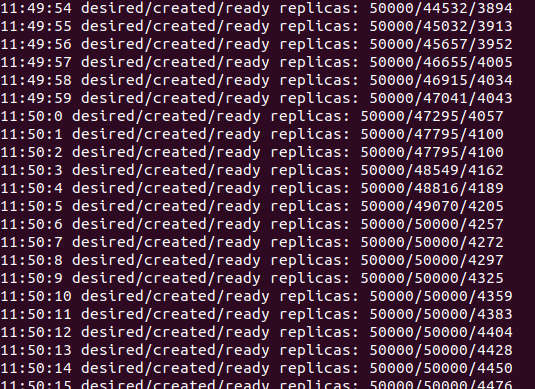 11:49:54 desired/created/ready replicas: 50000/44532/3894
11:49:55 desired/created/ready replicas: 50000/45032/3913
11:49:56 desired/created/ready replicas: 50000/45657/3952
11:49:57 desired/created/ready replicas: 50000/46655/4005
11:49:58 desired/created/ready replicas: 50000/46915/4034
11:49:59 desired/created/ready replicas: 50000/47041/4043
11:50:0 desired/created/ready replicas: 50000/47295/4057
11:50:1 desired/created/ready replicas: 50000/47795/4100
11:50:2 desired/created/ready replicas: 50000/47795/4100
11:50:3 desired/created/ready replicas: 50000/48549/4162
11:50:4 desired/created/ready replicas: 50000/48816/4189
11:50:5 desired/created/ready replicas: 50000/49070/4205
11:50:6 desired/created/ready replicas: 50000/50000/4257
11:50:7 desired/created/ready replicas: 50000/50000/4272
11:50:8 desired/created/ready replicas: 50000/50000/4297
11:50:9 desired/created/ready replicas: 50000/50000/4325
11:50:10 desired/created/ready replicas: 50000/50000/4359
11:50:11 desired/created/ready replicas: 50000/50000/4383
11:50:12 desired/created/ready replicas: 50000/50000/4404
11:50:13 desired/created/ready replicas: 50000/50000/4428
11:50:14 desired/created/ready replicas: 50000/50000/4450
11:50:15 desired/created/ready replicas: 50000/50000/4476